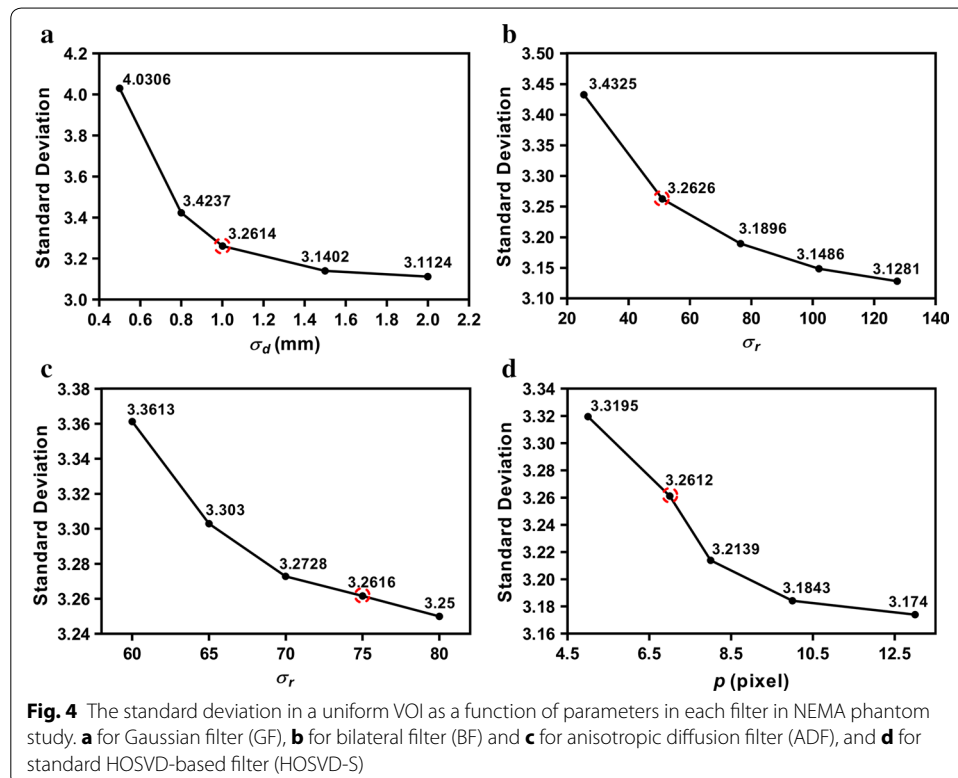 a
4.2
4.0
3.8
3.6
3.4
3.2
3.0
Standard Deviation
4.0306
3.4237
3.2614
3.1402
3.1124
0.4 0.6 0.8 1.0 1.2 1.4 1.6 1.8 2.0 2.2
σd (mm)
b
3.50
3.45
3.40
3.35
3.30
3.25
3.20
3.15
3.10
Standard Deviation
3.4325
3.2626
3.1896
3.1486
3.1281
20 40 60 80 100 120 140
σr
c
3.38
3.36
3.34
3.32
3.30
3.28
3.26
3.24
Standard Deviation
3.3613
3.303
3.2728
3.2616
3.25
60 65 70 75 80
σr
d
3.34
3.32
3.30
3.28
3.26
3.24
3.22
3.20
3.18
3.16
Standard Deviation
3.3195
3.2612
3.2139
3.1843
3.174
4.5 6.0 7.5 9.0 10.5 12.0 13.5
p (pixel)
Fig. 4 The standard deviation in a uniform VOI as a function of parameters in each filter in NEMA phantom
study. a for Gaussian filter (GF), b for bilateral filter (BF) and c for anisotropic diffusion filter (ADF), and d for
standard HOSVD-based filter (HOSVD-S)